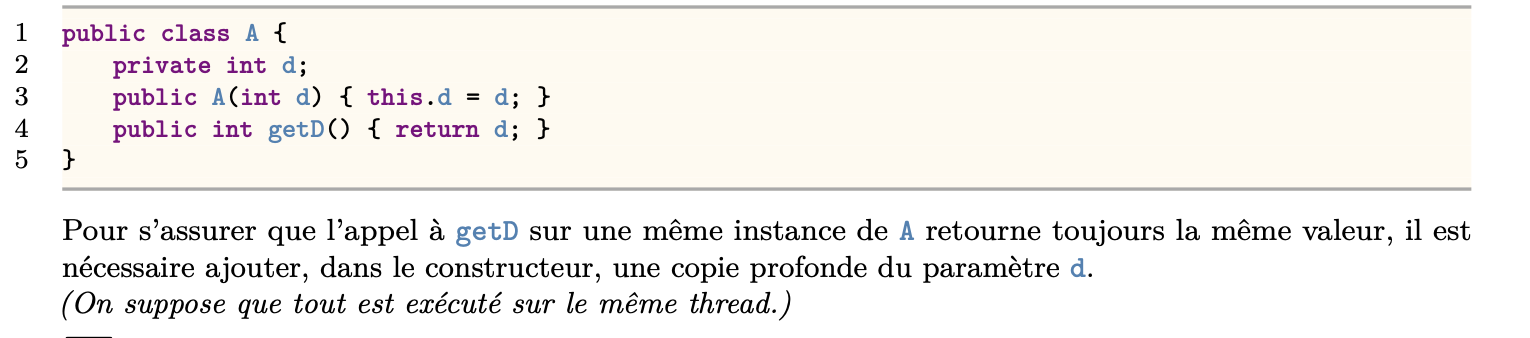 1 public class A {
2 private int d;
3 public A(int d) { this.d = d; }
4 public int getD() { return d; }
5 }
Pour s'assurer que l'appel à getD sur une même instance de A retourne toujours la même valeur, il est
nécessaire ajouter, dans le constructeur, une copie profonde du paramètre d.
(On suppose que tout est exécuté sur le même thread.)